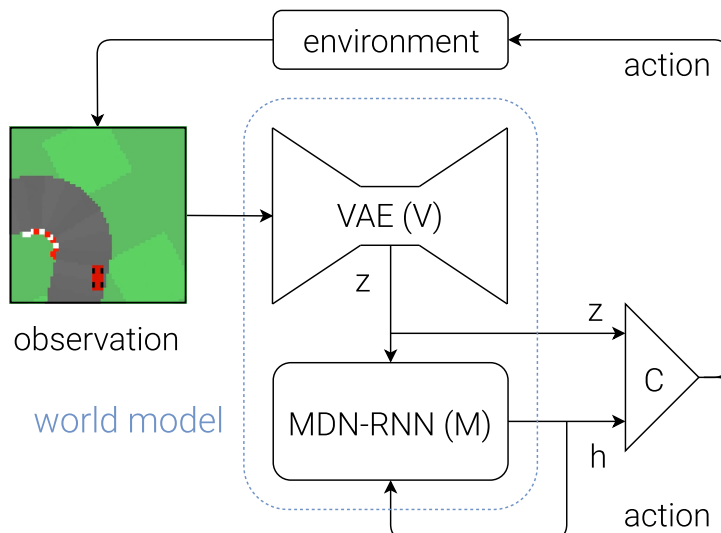 environment
action
VAE (V)
z
z
observation
C
world model
MDN-RNN (M)
h
action